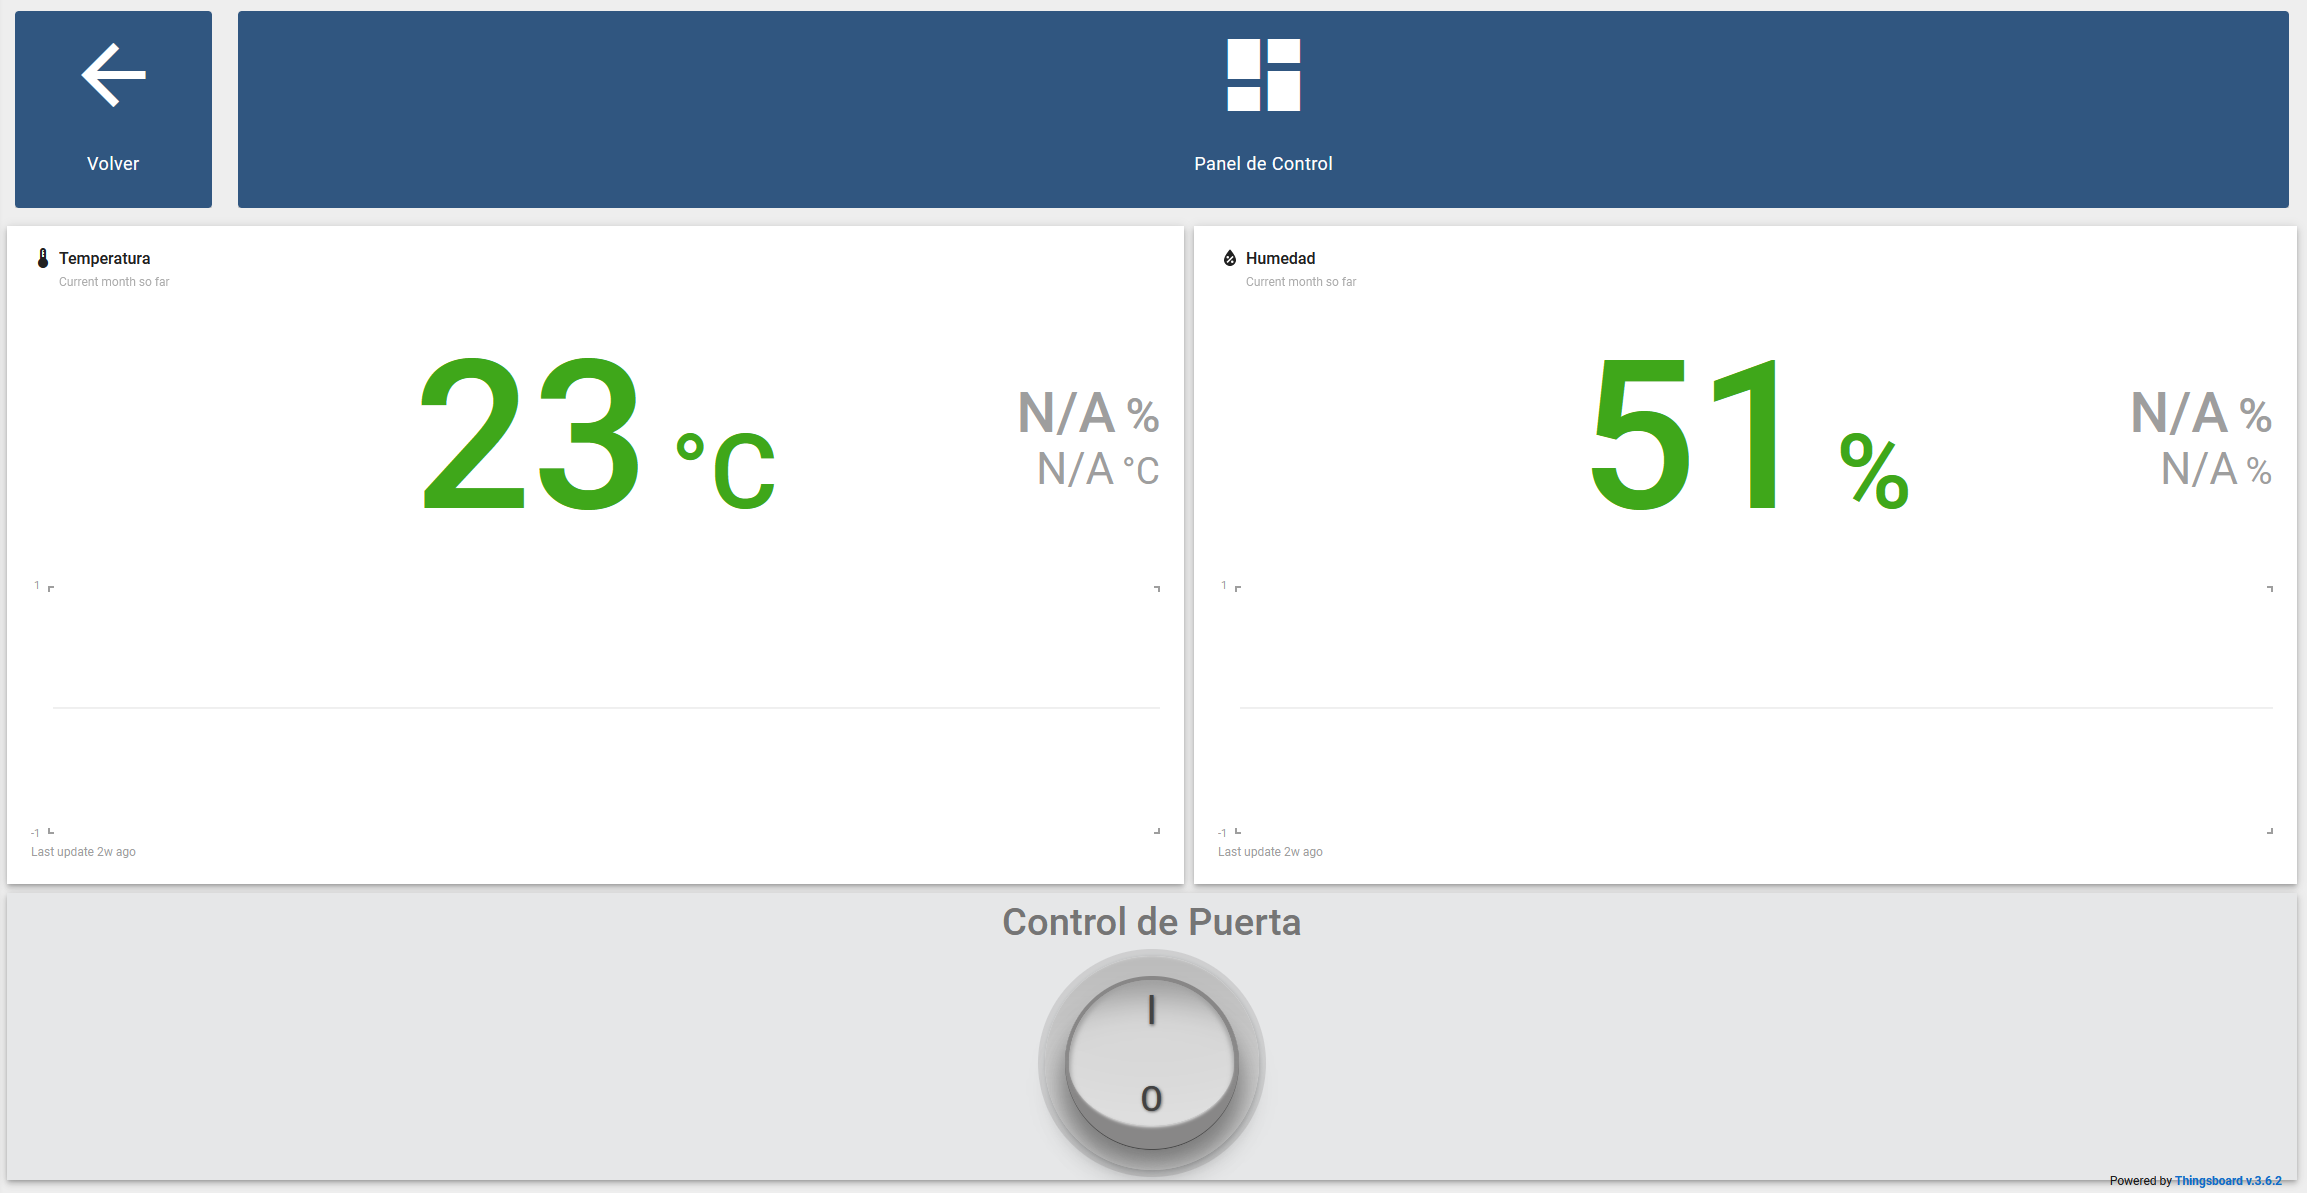 Volver
Panel de Control
Temperatura
Current month so far
23 °C
N/A %
N/A °C
1
-1
Last update 2w ago
Humedad
Current month so far
51 %
N/A %
N/A %
1
-1
Last update 2w ago
Control de Puerta
I
O
Powered by Thingsboard v.3.6.2